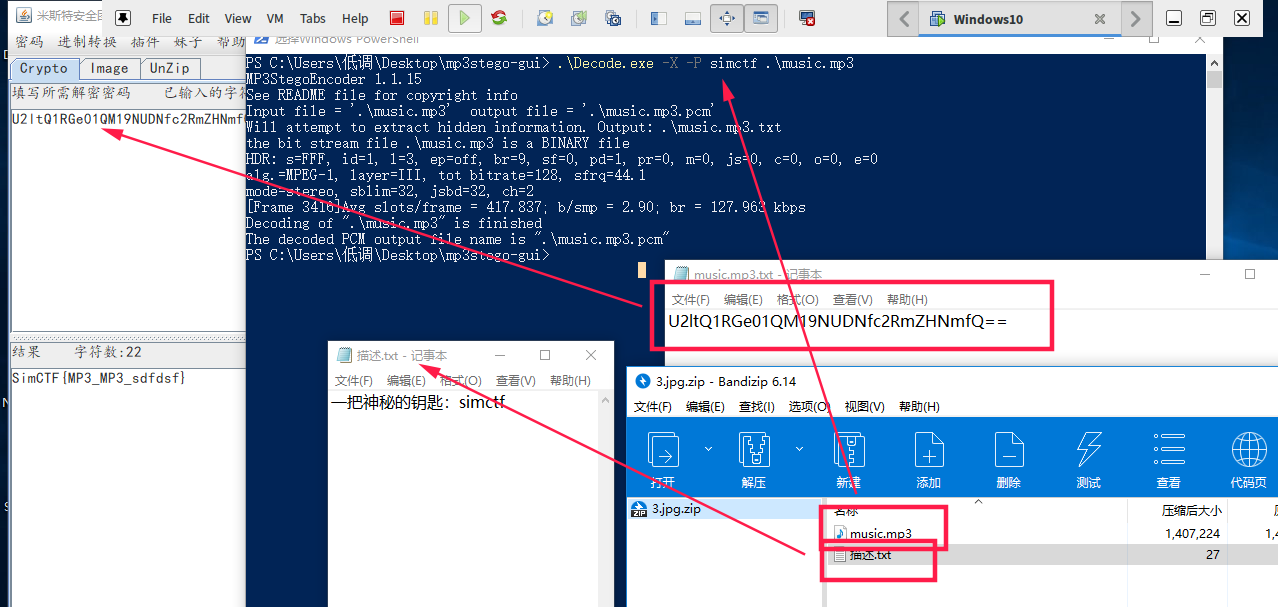 米斯特安全团
File Edit View VM Tabs Help
Windows10
密码 进制转换 插件 妹子 帮助
选择Windows PowerShell
Crypto Image UnZip
填写所需解密密码 已输入的字符
U2ltQ1RGe01QM19NUDNfc2RmZHNmf
结果 字符数:22
SimCTF{MP3_MP3_sdfdsf}
PS C:\Users\低调\Desktop\mp3stego-gui> .\Decode.exe -X -P simctf .\music.mp3
MP3StegoEncoder 1.1.15
See README file for copyright info
Input file = '.\music.mp3' output file = '.\music.mp3.pcm'
Will attempt to extract hidden information. Output: .\music.mp3.txt
the bit stream file .\music.mp3 is a BINARY file
HDR: s=FFF, id=1, l=3, ep=off, br=9, sf=0, pd=1, pr=0, m=0, js=0, c=0, o=0, e=0
alg.=MPEG-1, layer=III, tot bitrate=128, sfrq=44.1
mode=stereo, sblim=32, jsbd=32, ch=2
[Frame 3416]Avg slots/frame = 417.837; b/smp = 2.90; br = 127.963 kbps
Decoding of ".\music.mp3" is finished
The decoded PCM output file name is ".\music.mp3.pcm"
PS C:\Users\低调\Desktop\mp3stego-gui>
music.mp3.txt - 记事本
文件(F) 编辑(E) 格式(O) 查看(V) 帮助(H)
U2ltQ1RGe01QM19NUDNfc2RmZHNmfQ==
描述.txt - 记事本
文件(F) 编辑(E) 格式(O) 查看(V) 帮助(H)
一把神秘的钥匙：simctf
3.jpg.zip - Bandizip 6.14
文件(F) 编辑(E) 查找(I) 选项(O) 视图(V) 帮助(H)
打开 解压 新建 添加 删除 测试 查看 代码页
3.jpg.zip
名称 压缩后大小
music.mp3 1,407,224
描述.txt 27